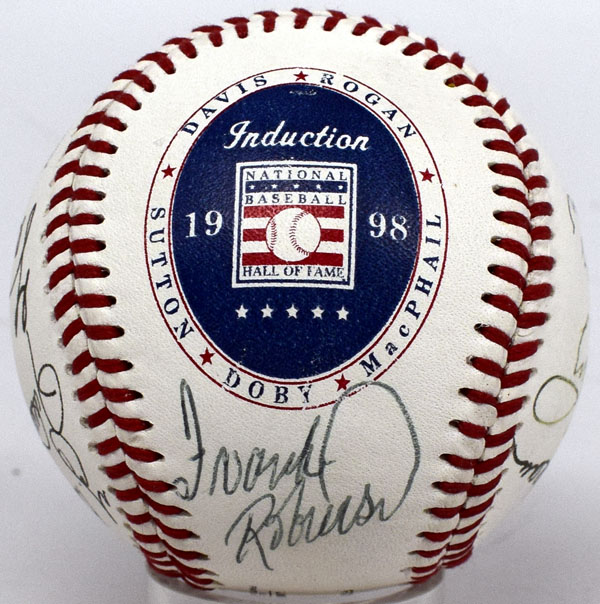 DAVIS ★ ROGAN ★ MacPHAIL ★ DOBY ★ SUTTON ★
Induction
19 98
NATIONAL
BASEBALL
HALL OF FAME
Frank
Robinson